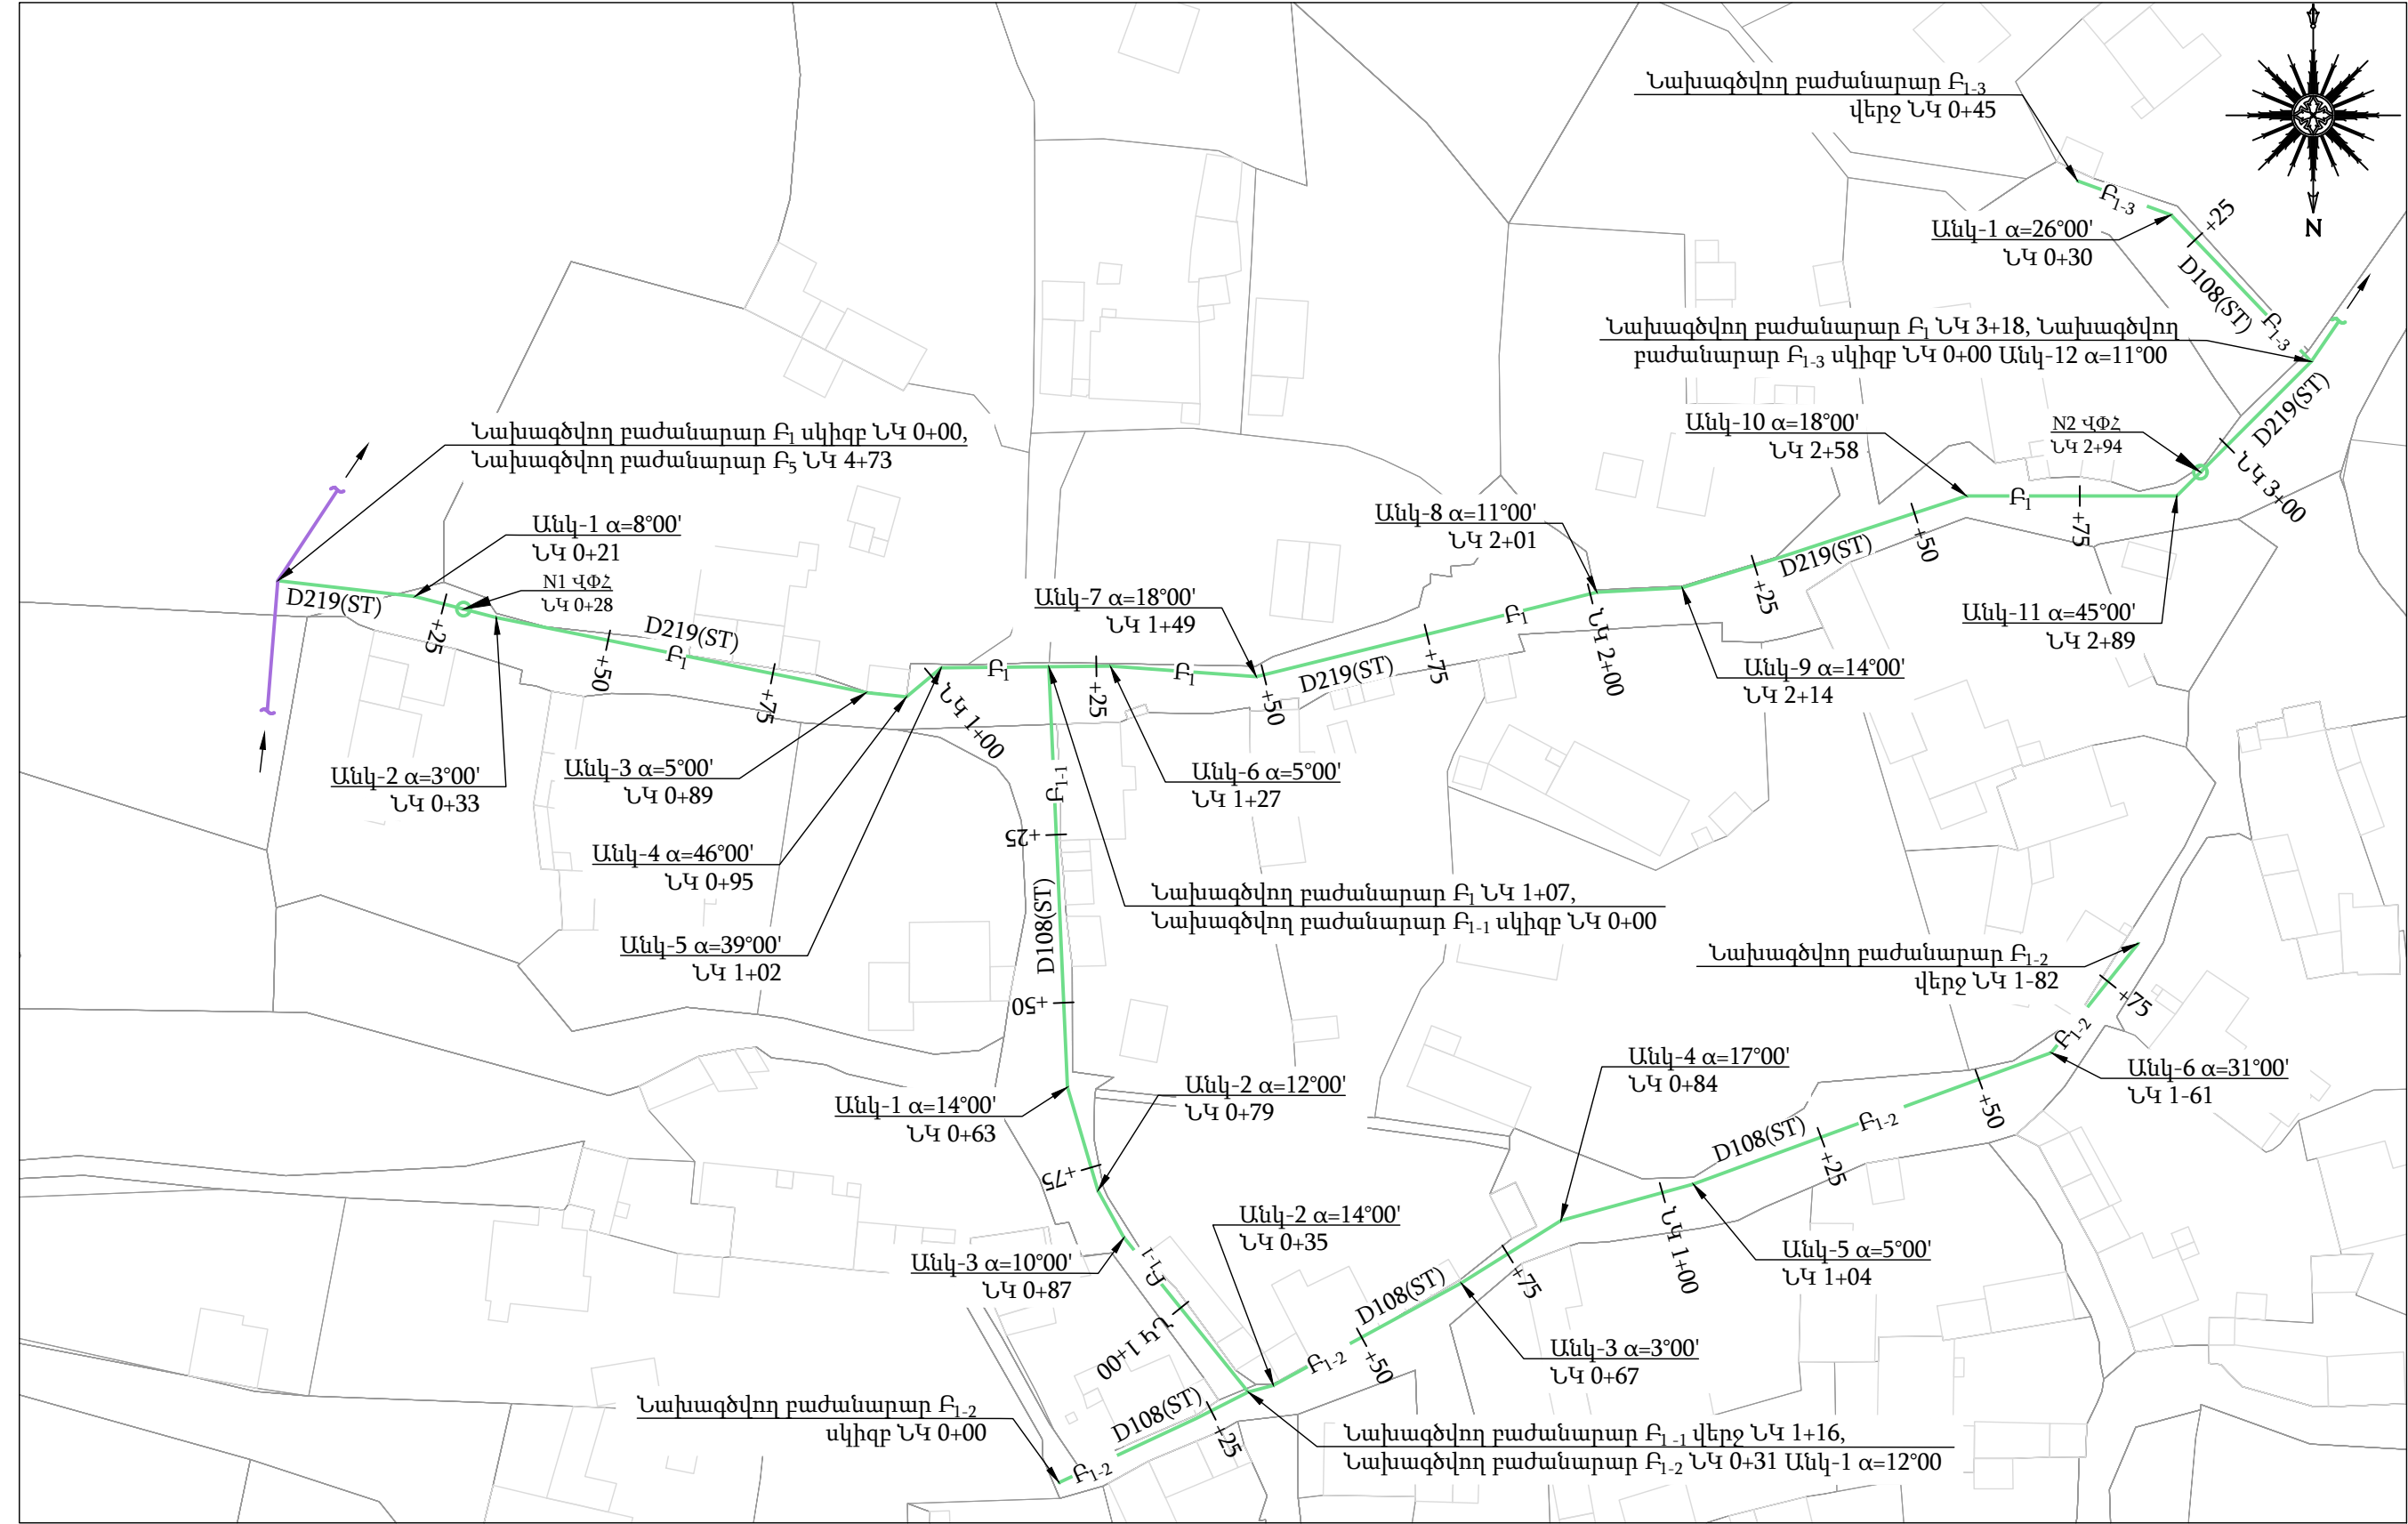 Նախագծվող բաժանարար Բ1-3
վերջ ՆԿ 0+45
N
Բ1-3
+25
Անկ-1 α=26°00'
ՆԿ 0+30
D108(ST)
Բ1-3
Նախագծվող բաժանարար Բ1 ՆԿ 3+18, Նախագծվող
բաժանարար Բ1-3 սկիզբ ՆԿ 0+00 Անկ-12 α=11°00
D219(ST)
Նախագծվող բաժանարար Բ1 սկիզբ ՆԿ 0+00,
Նախագծվող բաժանարար Բ5 ՆԿ 4+73
Անկ-10 α=18°00'
ՆԿ 2+58
N2 ՎՓՀ
ՆԿ 2+94
ՆԿ 3+00
Բ1
+75
+50
Անկ-8 α=11°00'
ՆԿ 2+01
Անկ-1 α=8°00'
ՆԿ 0+21
N1 ՎՓՀ
ՆԿ 0+28
D219(ST)
+25
D219(ST)
Բ1
+50
+75
Անկ-7 α=18°00'
ՆԿ 1+49
Բ1
D219(ST)
+25
Անկ-11 α=45°00'
ՆԿ 2+89
ՆԿ 2+00
+75
D219(ST)
+50
Բ1
+25
Բ1
ՆԿ 1+00
Անկ-9 α=14°00'
ՆԿ 2+14
Անկ-2 α=3°00'
ՆԿ 0+33
Անկ-3 α=5°00'
ՆԿ 0+89
Անկ-6 α=5°00'
ՆԿ 1+27
Բ1-1
+25
Անկ-4 α=46°00'
ՆԿ 0+95
Նախագծվող բաժանարար Բ1 ՆԿ 1+07,
Նախագծվող բաժանարար Բ1-1 սկիզբ ՆԿ 0+00
D108(ST)
Անկ-5 α=39°00'
ՆԿ 1+02
+50
Նախագծվող բաժանարար Բ1-2
վերջ ՆԿ 1-82
+75
Բ1-2
Անկ-4 α=17°00'
ՆԿ 0+84
Անկ-6 α=31°00'
ՆԿ 1-61
Անկ-2 α=12°00'
ՆԿ 0+79
Անկ-1 α=14°00'
ՆԿ 0+63
+50
Բ1-2
D108(ST)
+25
+75
Անկ-2 α=14°00'
ՆԿ 0+35
ՆԿ 1+00
Անկ-5 α=5°00'
ՆԿ 1+04
Անկ-3 α=10°00'
ՆԿ 0+87
Բ1-1
+75
D108(ST)
ՆԿ 1+00
Բ1-2
+50
Անկ-3 α=3°00'
ՆԿ 0+67
Նախագծվող բաժանարար Բ1-2
սկիզբ ՆԿ 0+00
D108(ST)
+25
Բ1-2
Նախագծվող բաժանարար Բ1-1 վերջ ՆԿ 1+16,
Նախագծվող բաժանարար Բ1-2 ՆԿ 0+31 Անկ-1 α=12°00